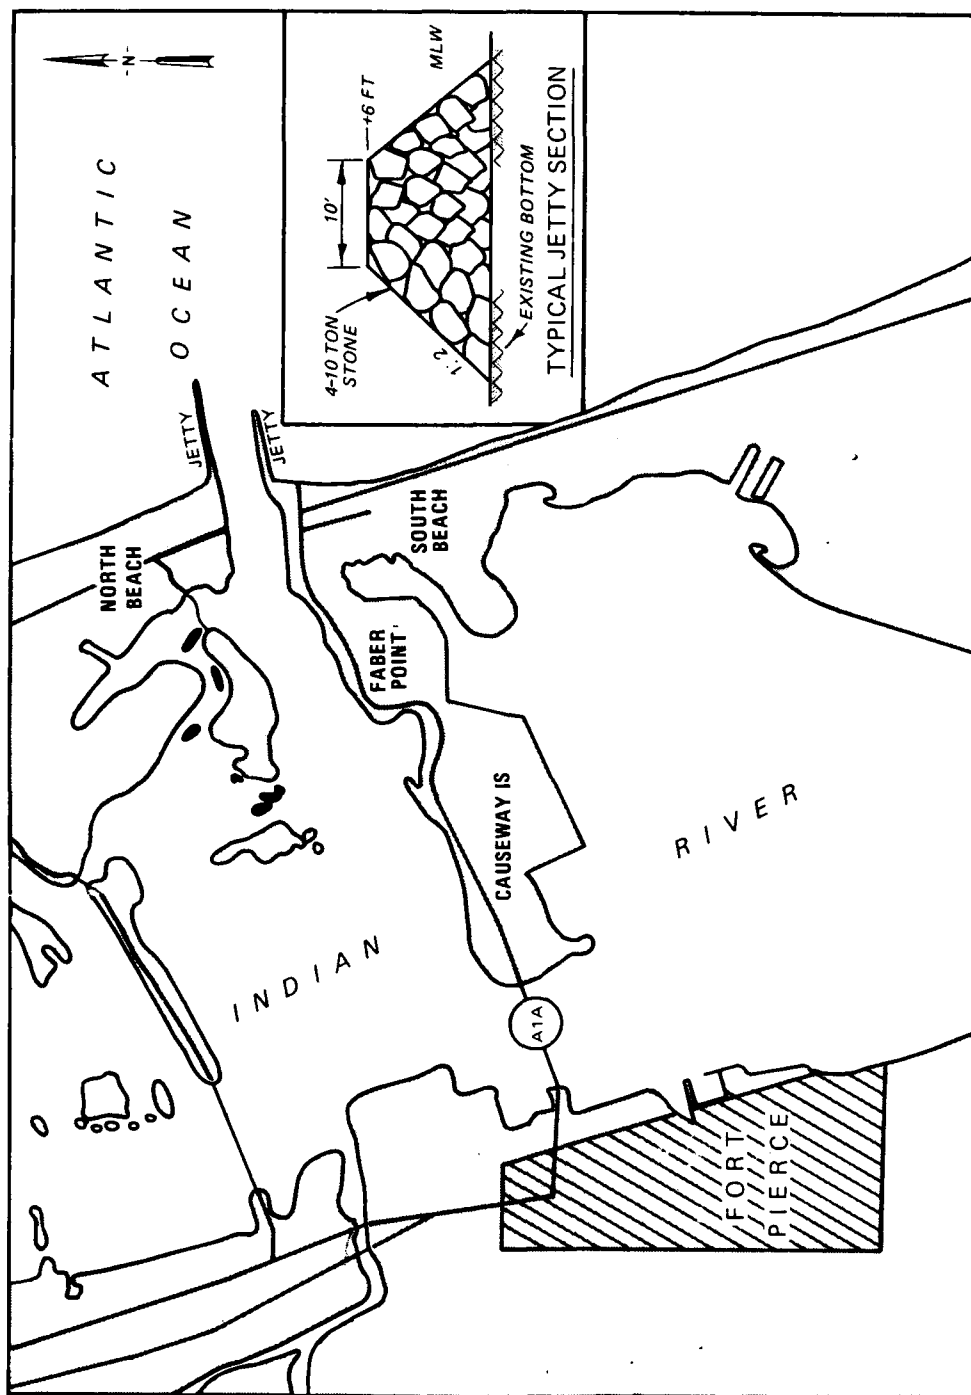 -N-
ATLANTIC
OCEAN
JETTY
JETTY
NORTH
BEACH
SOUTH
BEACH
FABER
POINT
CAUSEWAY IS
INDIAN
RIVER
A1A
FORT
PIERCE
10'
+6 FT
4-10 TON
STONE
1:2
MLW
EXISTING BOTTOM
TYPICAL JETTY SECTION